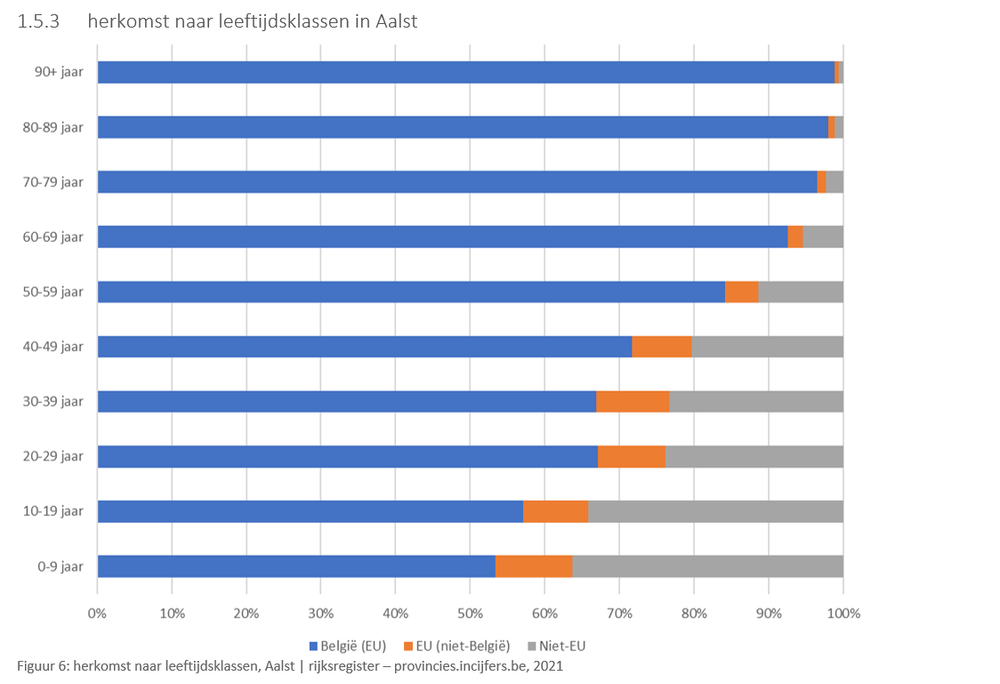 1.5.3 herkomst naar leeftijdsklassen in Aalst
90+ jaar
80-89 jaar
70-79 jaar
60-69 jaar
50-59 jaar
40-49 jaar
30-39 jaar
20-29 jaar
10-19 jaar
0-9 jaar
0% 10% 20% 30% 40% 50% 60% 70% 80% 90% 100%
België (EU) EU (niet-België) Niet-EU
Figuur 6: herkomst naar leeftijdsklassen, Aalst | rijksregister – provincies.incijfers.be, 2021